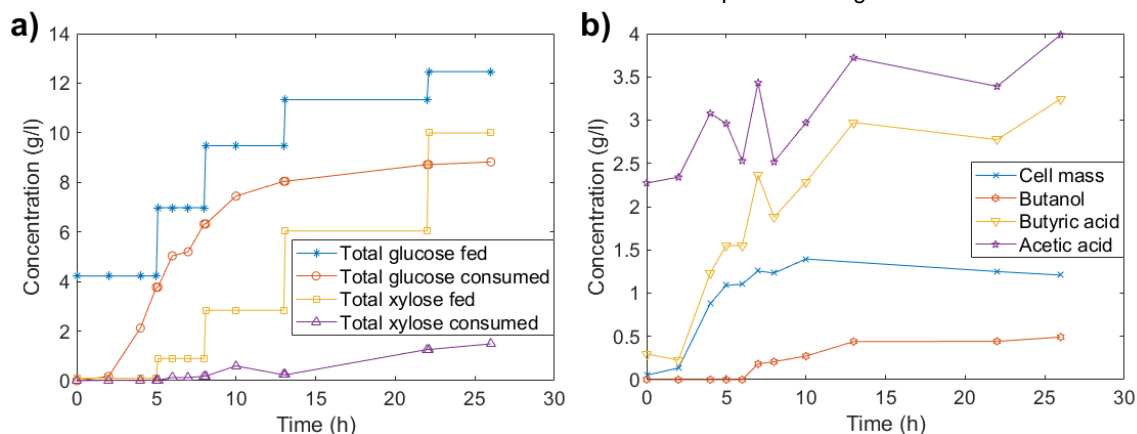 a)
Concentration (g/l)
14
12
10
8
6
4
2
0
0 5 10 15 20 25 30
Time (h)
Total glucose fed
Total glucose consumed
Total xylose fed
Total xylose consumed
b)
Concentration (g/l)
4
3.5
3
2.5
2
1.5
1
0.5
0
0 5 10 15 20 25 30
Time (h)
Cell mass
Butanol
Butyric acid
Acetic acid